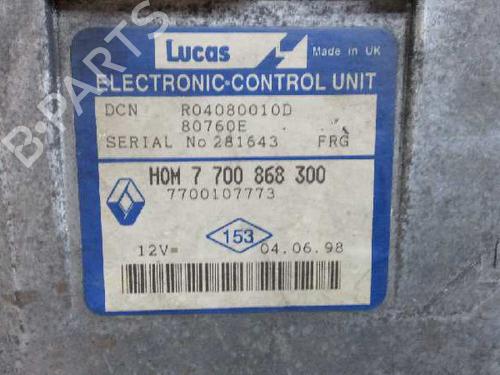 Lucas Made in UK
ELECTRONIC-CONTROL UNIT
DCN R04080010D
80760E
SERIAL No 281643 FRG
HOM 7 700 868 300
7700107773
153
12V= 04.06.98
B-PARTS